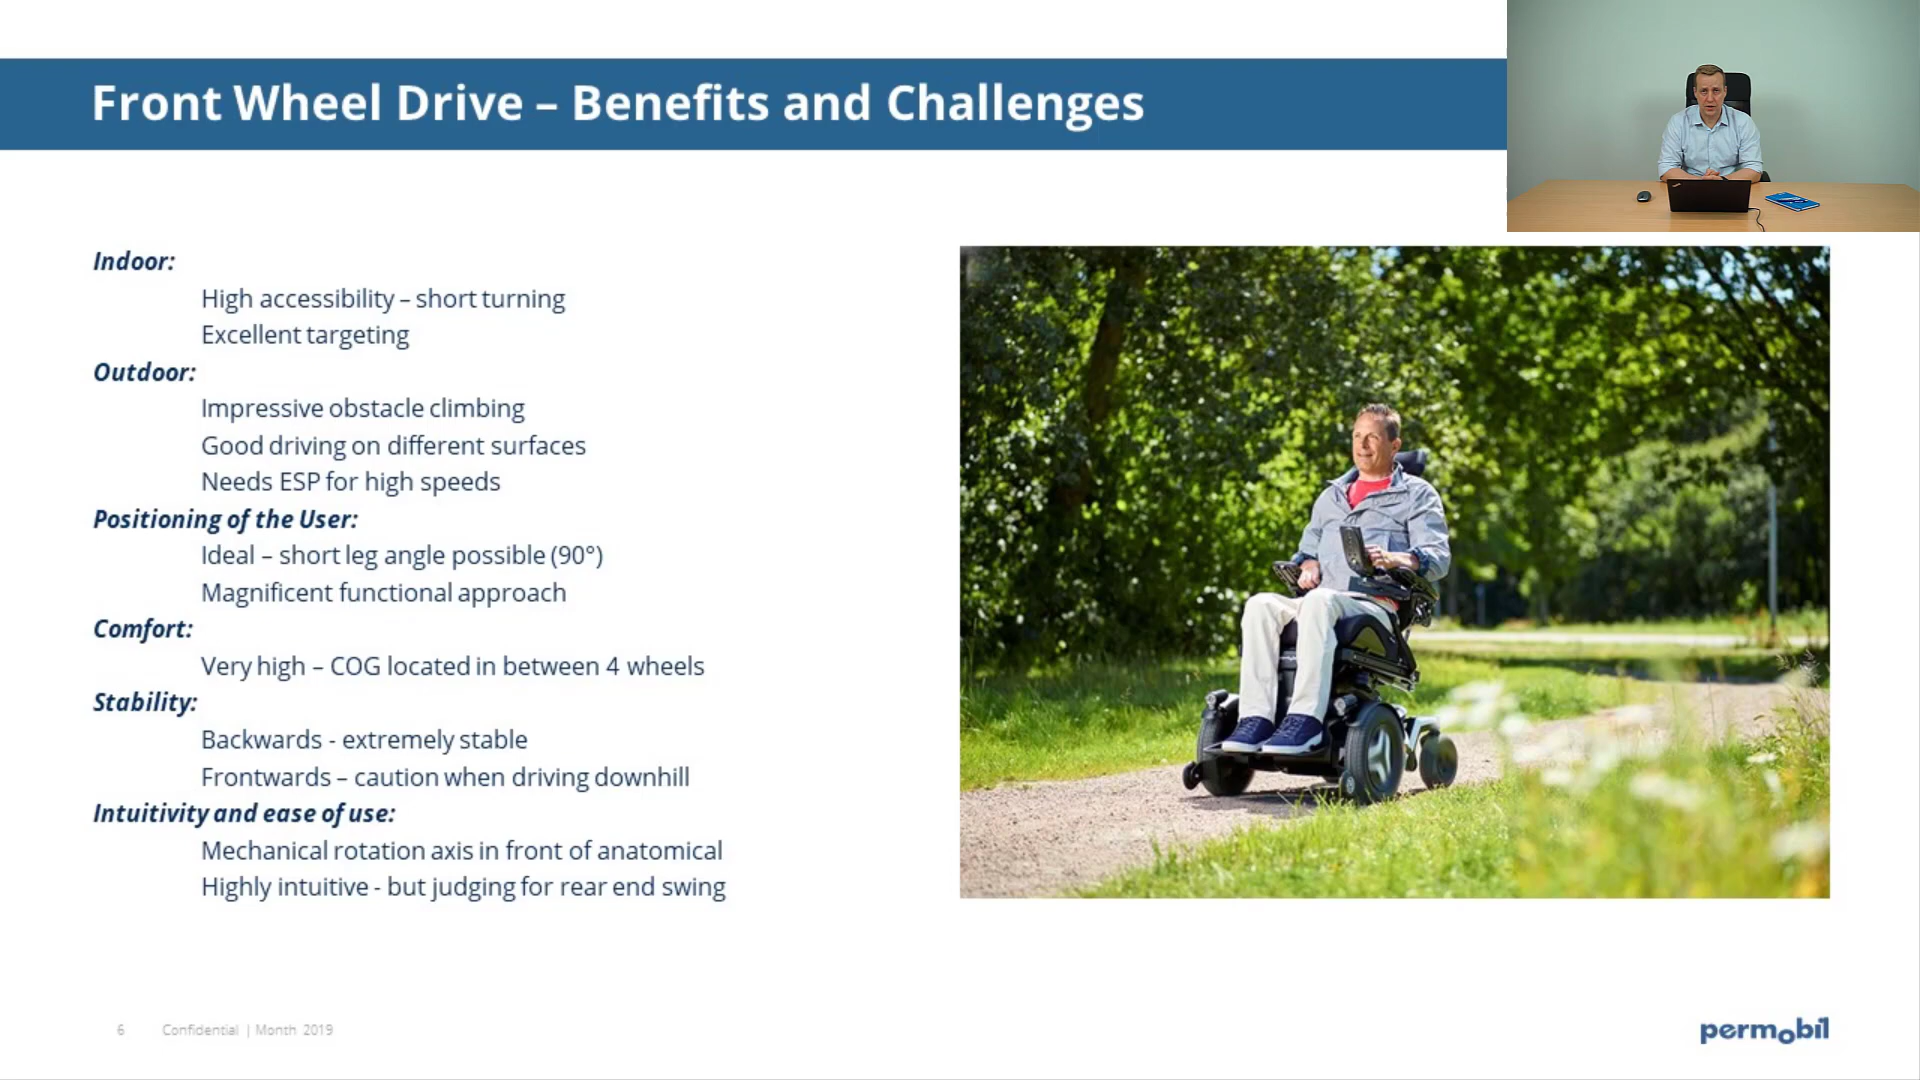 Front Wheel Drive – Benefits and Challenges
Indoor:
High accessibility – short turning
Excellent targeting
Outdoor:
Impressive obstacle climbing
Good driving on different surfaces
Needs ESP for high speeds
Positioning of the User:
Ideal – short leg angle possible (90°)
Magnificent functional approach
Comfort:
Very high – COG located in between 4 wheels
Stability:
Backwards - extremely stable
Frontwards – caution when driving downhill
Intuitivity and ease of use:
Mechanical rotation axis in front of anatomical
Highly intuitive - but judging for rear end swing
6 Confidential | Month 2019
permobil